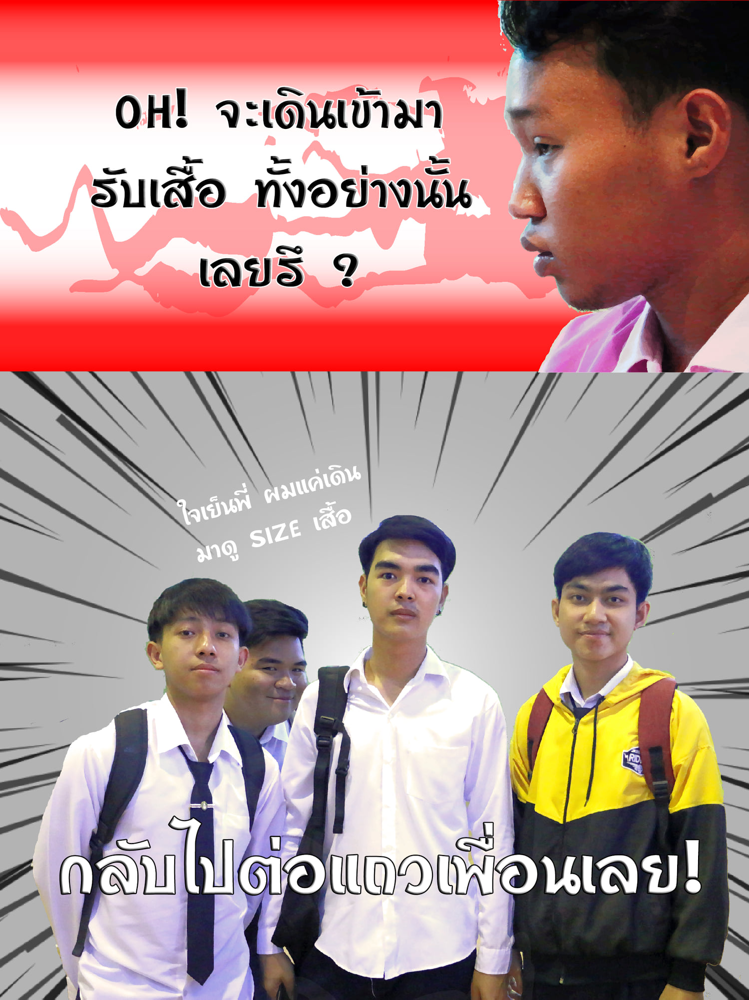 OH! จะเดินเข้ามา
รับเสื้อ ทั้งอย่างนั้น
เลยรึ ?
ใจเย็นพี่ ผมแค่เดิน
มาดู SIZE เสื้อ
กลับไปต่อแถวเพื่อนเลย!